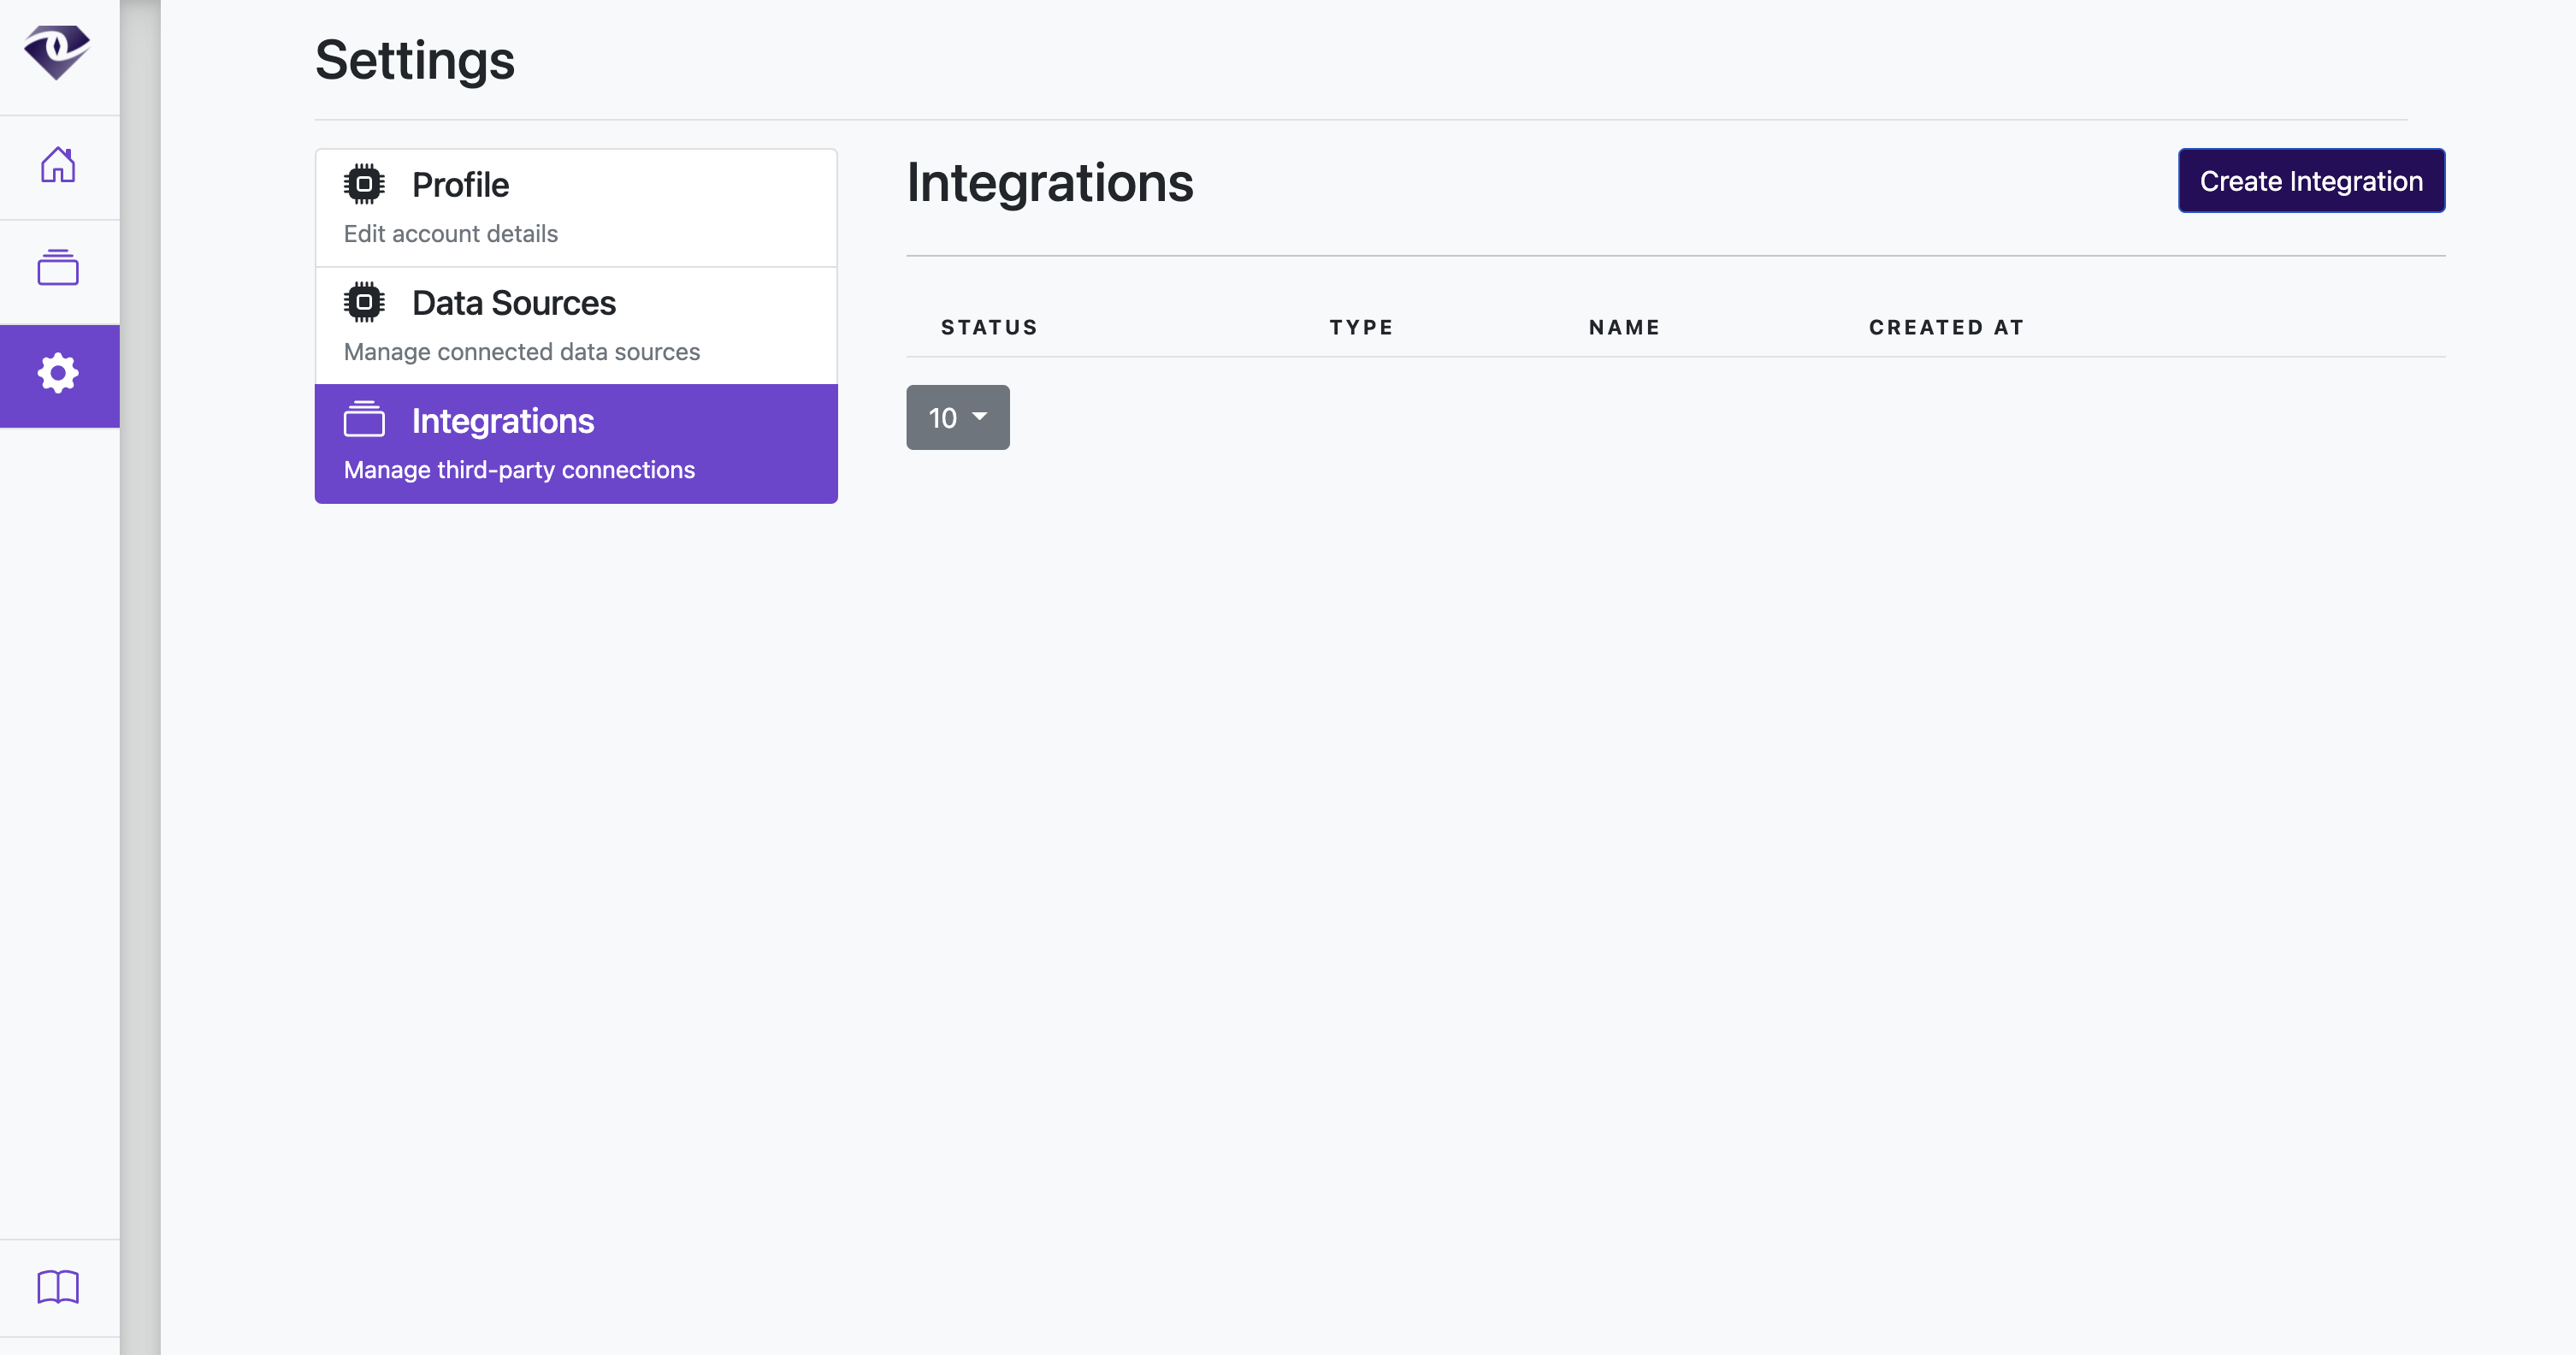 Settings
Profile
Edit account details
Data Sources
Manage connected data sources
Integrations
Manage third-party connections
Integrations
Create Integration
STATUS TYPE NAME CREATED AT
10